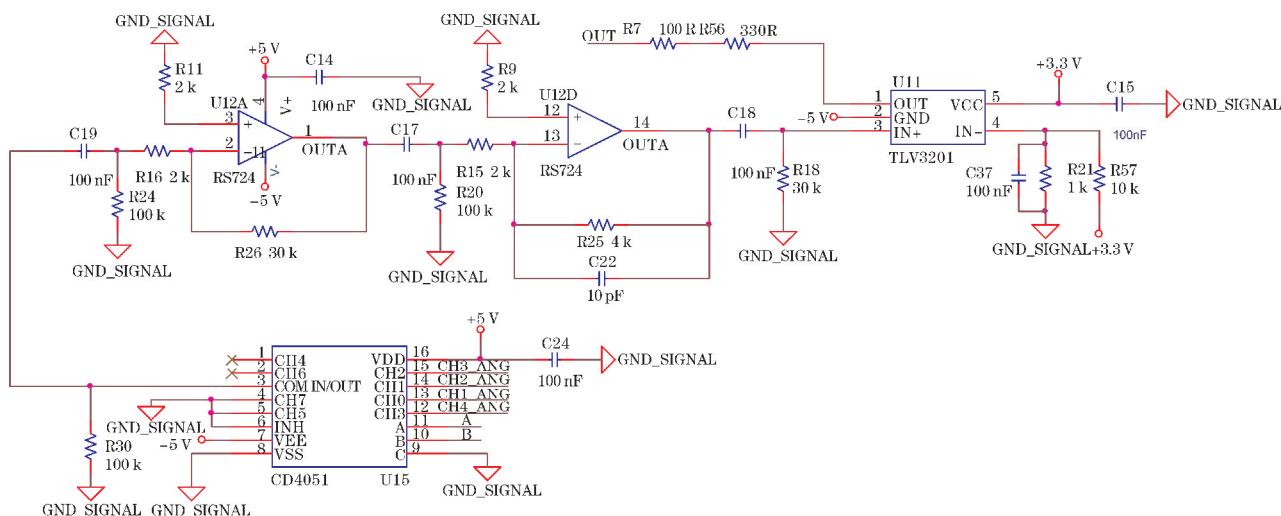 GND_SIGNAL
R11
2 k
+5 V
C14
100 nF
GND_SIGNAL
U12A
V+
4
3
+
1
OUTA
2
−
11
V-
RS724
−5 V
C19
100 nF
R16 2 k
R24
100 k
GND_SIGNAL
R26 30 k
C17
100 nF
GND_SIGNAL
R9
2 k
U12D
12
+
13
−
14
OUTA
RS724
R15 2 k
R20
100 k
GND_SIGNAL
R25 4 k
C22
10 pF
C18
100 nF
R18
30 k
GND_SIGNAL
OUT
R7
100 R
R56
330R
U11
1
OUT
−5 V
2
GND
3
IN+
VCC
5
IN−
4
TLV3201
+3.3 V
C15
100nF
GND_SIGNAL
C37
100 nF
R21
1 k
R57
10 k
GND_SIGNAL
+3.3 V
1
CH4
2
CH6
3
COM IN/OUT
4
CH7
5
CH5
6
INH
7
VEE
8
VSS
VDD
16
CH2
15
CH3_ANG
CH1
14
CH2_ANG
CH0
13
CH1_ANG
CH3
12
CH4_ANG
A
11
A
B
10
B
C
9
CD4051
U15
+5 V
C24
100 nF
GND_SIGNAL
GND_SIGNAL
−5 V
R30
100 k
GND_SIGNAL
GND_SIGNAL
GND_SIGNAL